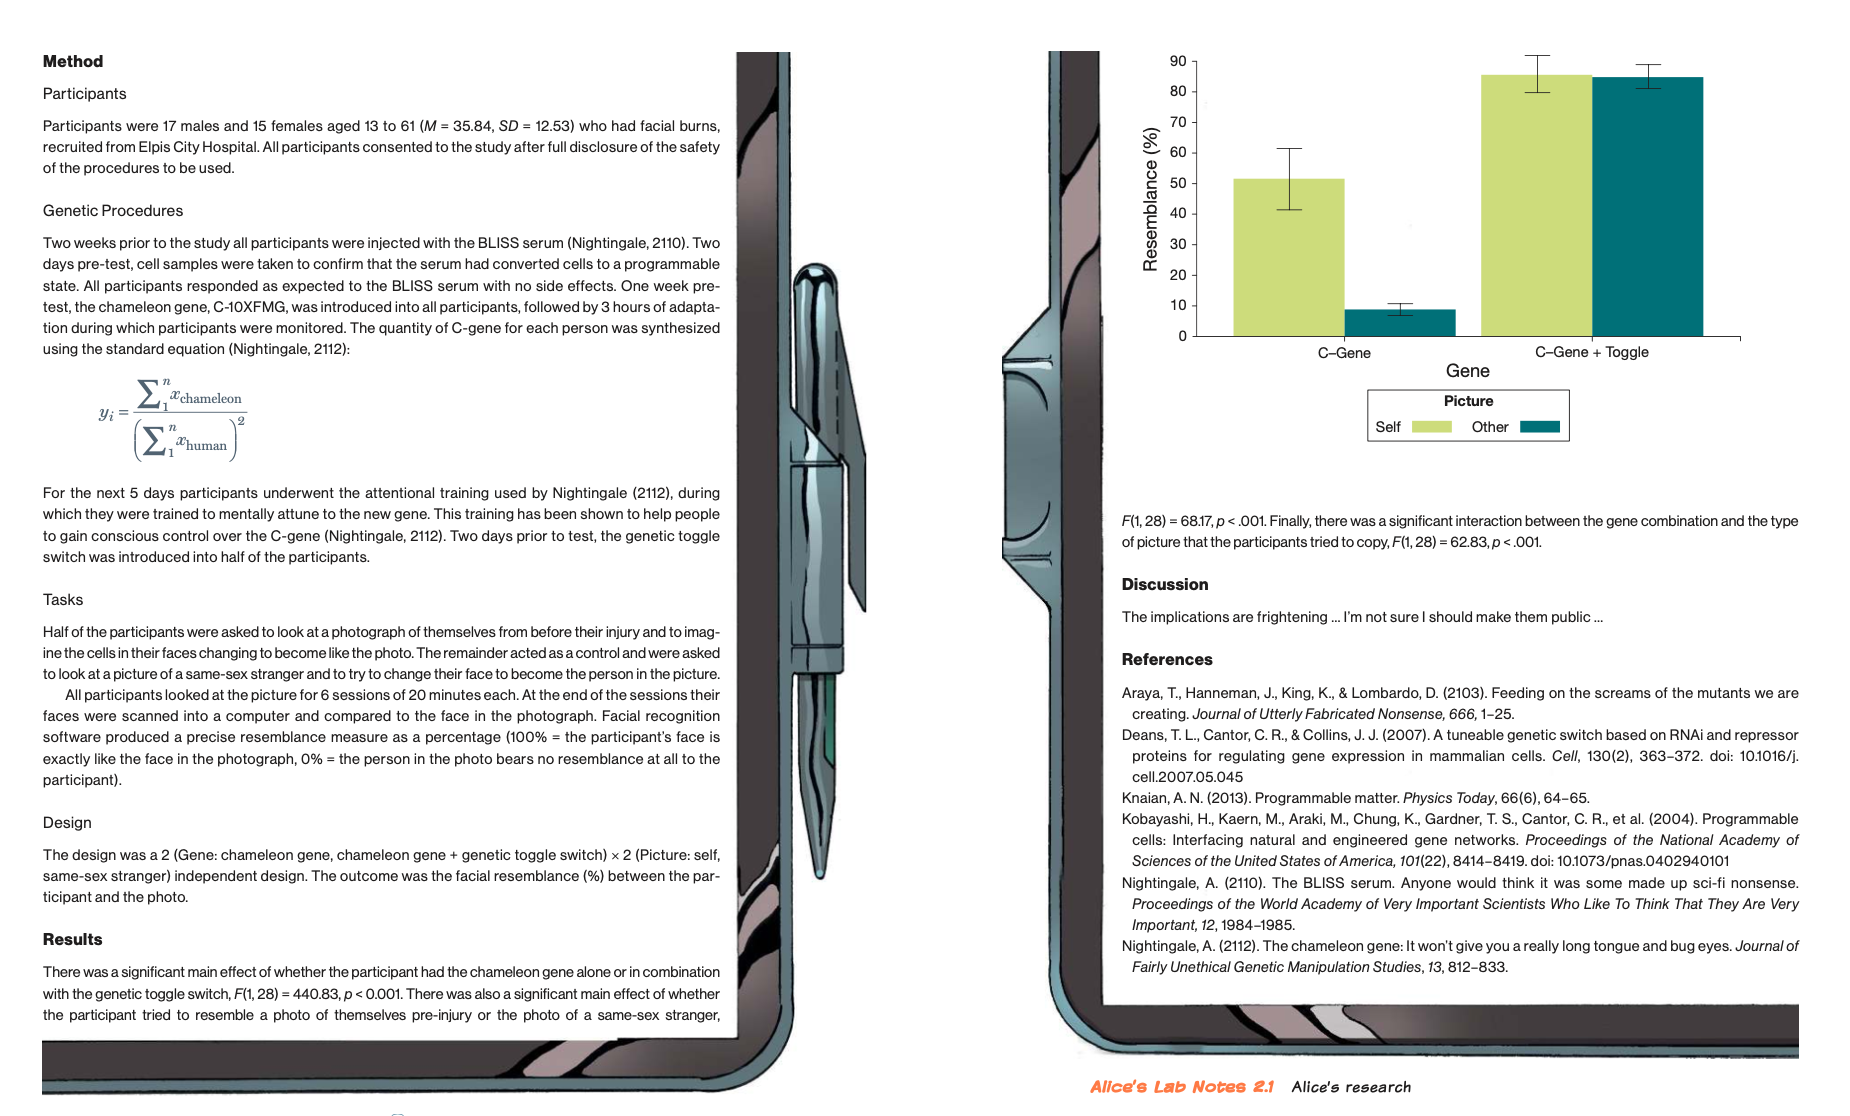 Method
Participants
Participants were 17 males and 15 females aged 13 to 61 (M = 35.84, SD = 12.53) who had facial burns,
recruited from Elpis City Hospital. All participants consented to the study after full disclosure of the safety
of the procedures to be used.
Genetic Procedures
Two weeks prior to the study all participants were injected with the BLISS serum (Nightingale, 2110). Two
days pre-test, cell samples were taken to confirm that the serum had converted cells to a programmable
state. All participants responded as expected to the BLISS serum with no side effects. One week pre-
test, the chameleon gene, C-10XFMG, was introduced into all participants, followed by 3 hours of adapta-
tion during which participants were monitored. The quantity of C-gene for each person was synthesized
using the standard equation (Nightingale, 2112):
y_i = \frac{\sum_1^n x_{chameleon}}{\left(\sum_1^n x_{human}\right)^2}
For the next 5 days participants underwent the attentional training used by Nightingale (2112), during
which they were trained to mentally attune to the new gene. This training has been shown to help people
to gain conscious control over the C-gene (Nightingale, 2112). Two days prior to test, the genetic toggle
switch was introduced into half of the participants.
Tasks
Half of the participants were asked to look at a photograph of themselves from before their injury and to imag-
ine the cells in their faces changing to become like the photo. The remainder acted as a control and were asked
to look at a picture of a same-sex stranger and to try to change their face to become the person in the picture.
All participants looked at the picture for 6 sessions of 20 minutes each. At the end of the sessions their
faces were scanned into a computer and compared to the face in the photograph. Facial recognition
software produced a precise resemblance measure as a percentage (100% = the participant's face is
exactly like the face in the photograph, 0% = the person in the photo bears no resemblance at all to the
participant).
Design
The design was a 2 (Gene: chameleon gene, chameleon gene + genetic toggle switch) × 2 (Picture: self,
same-sex stranger) independent design. The outcome was the facial resemblance (%) between the par-
ticipant and the photo.
Results
There was a significant main effect of whether the participant had the chameleon gene alone or in combination
with the genetic toggle switch, F(1, 28) = 440.83, p < 0.001. There was also a significant main effect of whether
the participant tried to resemble a photo of themselves pre-injury or the photo of a same-sex stranger,
90
80
70
60
50
40
30
20
10
0
Resemblance (%)
C–Gene
C–Gene + Toggle
Gene
Picture
Self
Other
F(1, 28) = 68.17, p < .001. Finally, there was a significant interaction between the gene combination and the type
of picture that the participants tried to copy, F(1, 28) = 62.83, p < .001.
Discussion
The implications are frightening ... I'm not sure I should make them public ...
References
Araya, T., Hanneman, J., King, K., & Lombardo, D. (2103). Feeding on the screams of the mutants we are
creating. Journal of Utterly Fabricated Nonsense, 666, 1–25.
Deans, T. L., Cantor, C. R., & Collins, J. J. (2007). A tuneable genetic switch based on RNAi and repressor
proteins for regulating gene expression in mammalian cells. Cell, 130(2), 363–372. doi: 10.1016/j.
cell.2007.05.045
Knaian, A. N. (2013). Programmable matter. Physics Today, 66(6), 64–65.
Kobayashi, H., Kaern, M., Araki, M., Chung, K., Gardner, T. S., Cantor, C. R., et al. (2004). Programmable
cells: Interfacing natural and engineered gene networks. Proceedings of the National Academy of
Sciences of the United States of America, 101(22), 8414–8419. doi: 10.1073/pnas.0402940101
Nightingale, A. (2110). The BLISS serum. Anyone would think it was some made up sci-fi nonsense.
Proceedings of the World Academy of Very Important Scientists Who Like To Think That They Are Very
Important, 12, 1984–1985.
Nightingale, A. (2112). The chameleon gene: It won't give you a really long tongue and bug eyes. Journal of
Fairly Unethical Genetic Manipulation Studies, 13, 812–833.
Alice's Lab Notes 2.1 Alice's research